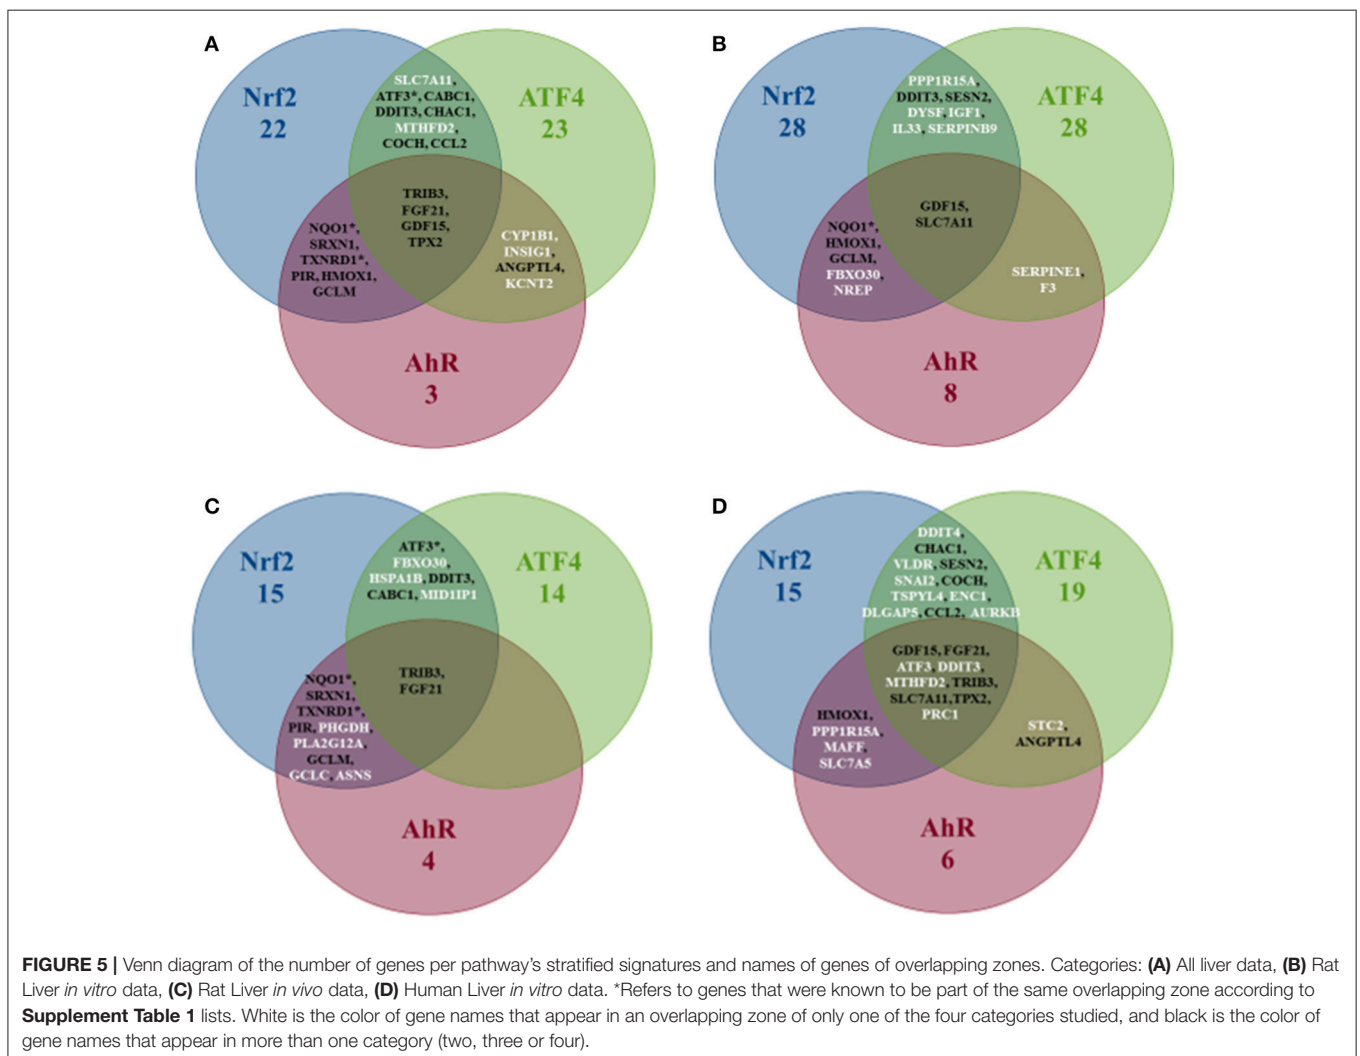 A
Nrf2
22
ATF4
23
SLC7A11,
ATF3*, CABC1,
DDIT3, CHAC1,
MTHFD2,
COCH, CCL2
TRIB3,
FGF21,
GDF15,
TPX2
NQO1*,
SRXN1,
TXNRD1*,
PIR, HMOX1,
GCLM
CYP1B1,
INSIG1,
ANGPTL4,
KCNT2
AhR
3
B
Nrf2
28
ATF4
28
PPP1R15A,
DDIT3, SESN2,
DYSF, IGF1,
IL33, SERPINB9
GDF15,
SLC7A11
NQO1*,
HMOX1,
GCLM,
FBXO30,
NREP
SERPINE1,
F3
AhR
8
C
Nrf2
15
ATF4
14
ATF3*,
FBXO30,
HSPA1B, DDIT3,
CABC1, MID1IP1
TRIB3,
FGF21
NQO1*,
SRXN1,
TXNRD1*,
PIR, PHGDH,
PLA2G12A,
GCLM,
GCLC, ASNS
AhR
4
D
Nrf2
15
ATF4
19
DDIT4,
CHAC1,
VLDR, SESN2,
SNAI2, COCH,
TSPYL4, ENC1,
DLGAP5, CCL2, AURKB
GDF15, FGF21,
ATF3, DDIT3,
MTHFD2, TRIB3,
SLC7A11, TPX2,
PRC1
HMOX1,
PPP1R15A,
MAFF,
SLC7A5
STC2,
ANGPTL4
AhR
6
FIGURE 5 | Venn diagram of the number of genes per pathway's stratified signatures and names of genes of overlapping zones. Categories: (A) All liver data, (B) Rat
Liver in vitro data, (C) Rat Liver in vivo data, (D) Human Liver in vitro data. *Refers to genes that were known to be part of the same overlapping zone according to
Supplement Table 1 lists. White is the color of gene names that appear in an overlapping zone of only one of the four categories studied, and black is the color of
gene names that appear in more than one category (two, three or four).